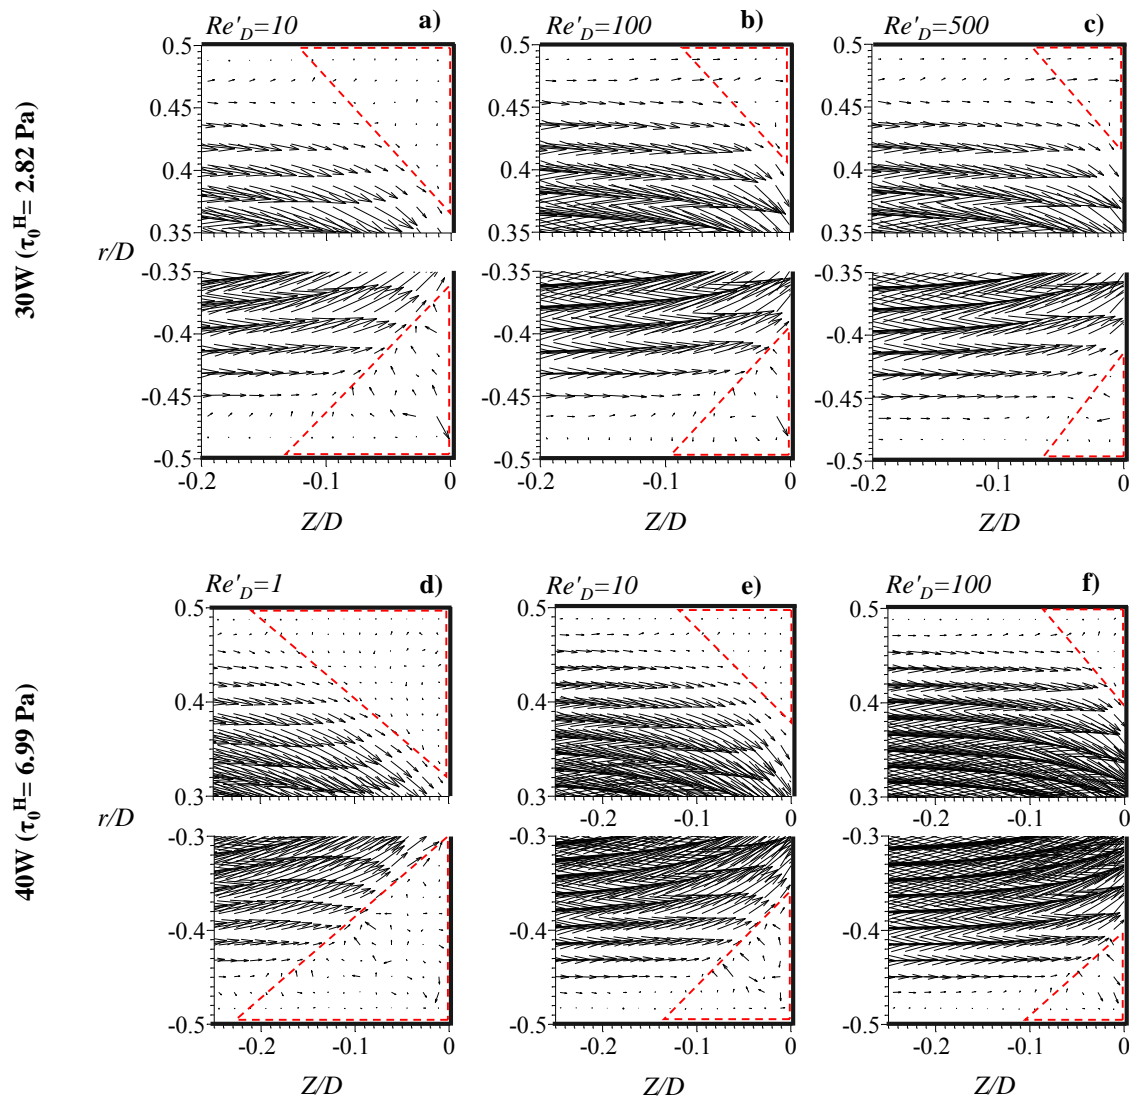 30W (τ₀ᴴ= 2.82 Pa)
Re'D=10 a) Re'D=100 b) Re'D=500 c)
0.5 0.5 0.5
0.45 0.45 0.45
0.4 0.4 0.4
0.35 0.35 0.35
r/D
-0.35 -0.35 -0.35
-0.4 -0.4 -0.4
-0.45 -0.45 -0.45
-0.5 -0.5 -0.5
-0.2 -0.1 0 -0.2 -0.1 0 -0.2 -0.1 0
Z/D Z/D Z/D
40W (τ₀ᴴ= 6.99 Pa)
Re'D=1 d) Re'D=10 e) Re'D=100 f)
0.5 0.5 0.5
0.4 0.4 0.4
0.3 0.3 0.3
-0.2 -0.1 0 -0.2 -0.1 0 -0.2 -0.1 0
r/D
-0.3 -0.3 -0.3
-0.4 -0.4 -0.4
-0.5 -0.5 -0.5
-0.2 -0.1 0 -0.2 -0.1 0 -0.2 -0.1 0
Z/D Z/D Z/D